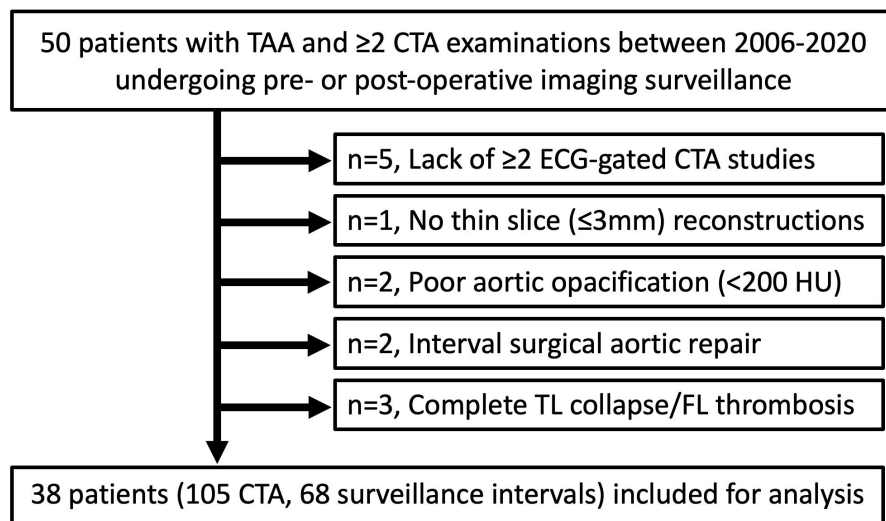 50 patients with TAA and ≥2 CTA examinations between 2006-2020
undergoing pre- or post-operative imaging surveillance
n=5, Lack of ≥2 ECG-gated CTA studies
n=1, No thin slice (≤3mm) reconstructions
n=2, Poor aortic opacification (<200 HU)
n=2, Interval surgical aortic repair
n=3, Complete TL collapse/FL thrombosis
38 patients (105 CTA, 68 surveillance intervals) included for analysis